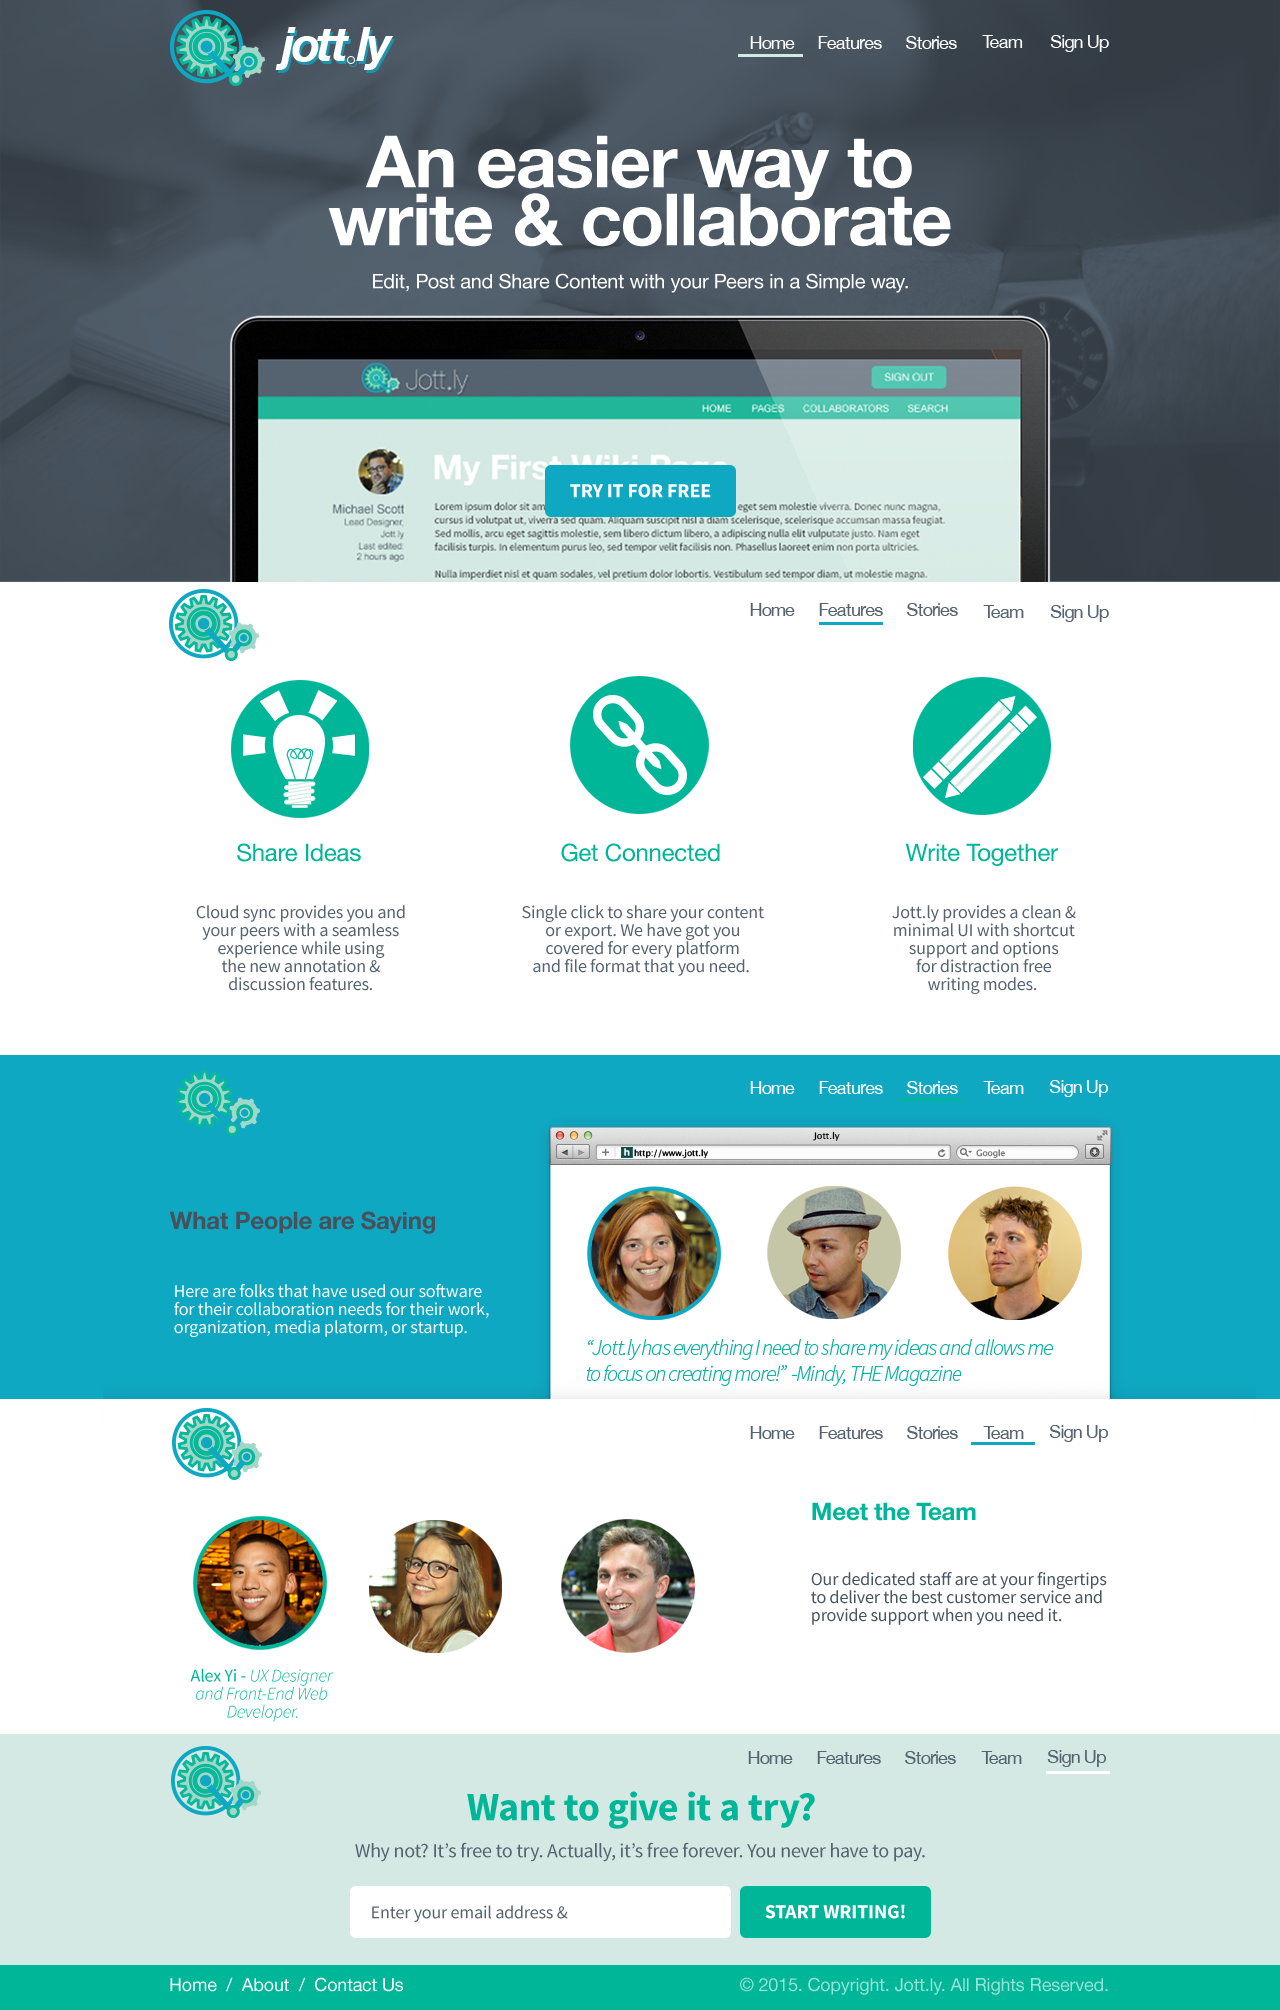 jott.ly
Home Features Stories Team Sign Up
An easier way to
write & collaborate
Edit, Post and Share Content with your Peers in a Simple way.
Jott.ly
SIGN OUT
HOME PAGES COLLABORATORS SEARCH
My First Wiki Page
Michael Scott
Lead Designer,
Jott.ly
Last edited:
2 hours ago
TRY IT FOR FREE
Lorem ipsum dolor sit am eget sem molestie viverra. Donec nunc magna,
cursus id volutpat ut, viverra sed quam. Aliquam suscipit nisl a diam scelerisque, scelerisque accumsan massa feugiat.
Sed mollis, arcu eget sagittis molestie, sem libero dictum libero, a adipiscing nulla elit vulputate justo. Nam eget
facilisis turpis. In elementum purus leo, sed tempor velit facilisis non. Phasellus laoreet enim non porta ultricies.
Nulla imperdiet nisl et quam sodales, vel pretium dolor lobortis. Vestibulum sed tempor diam, ut molestie magna.
Home Features Stories Team Sign Up
Share Ideas
Cloud sync provides you and
your peers with a seamless
experience while using
the new annotation &
discussion features.
Get Connected
Single click to share your content
or export. We have got you
covered for every platform
and file format that you need.
Write Together
Jott.ly provides a clean &
minimal UI with shortcut
support and options
for distraction free
writing modes.
Home Features Stories Team Sign Up
What People are Saying
Here are folks that have used our software
for their collaboration needs for their work,
organization, media platorm, or startup.
Jott.ly
h http://www.jott.ly
Google
“Jott.ly has everything I need to share my ideas and allows me
to focus on creating more!” -Mindy, THE Magazine
Home Features Stories Team Sign Up
Alex Yi - UX Designer
and Front-End Web
Developer.
Meet the Team
Our dedicated staff are at your fingertips
to deliver the best customer service and
provide support when you need it.
Home Features Stories Team Sign Up
Want to give it a try?
Why not? It’s free to try. Actually, it’s free forever. You never have to pay.
Enter your email address &
START WRITING!
Home / About / Contact Us
© 2015. Copyright. Jott.ly. All Rights Reserved.